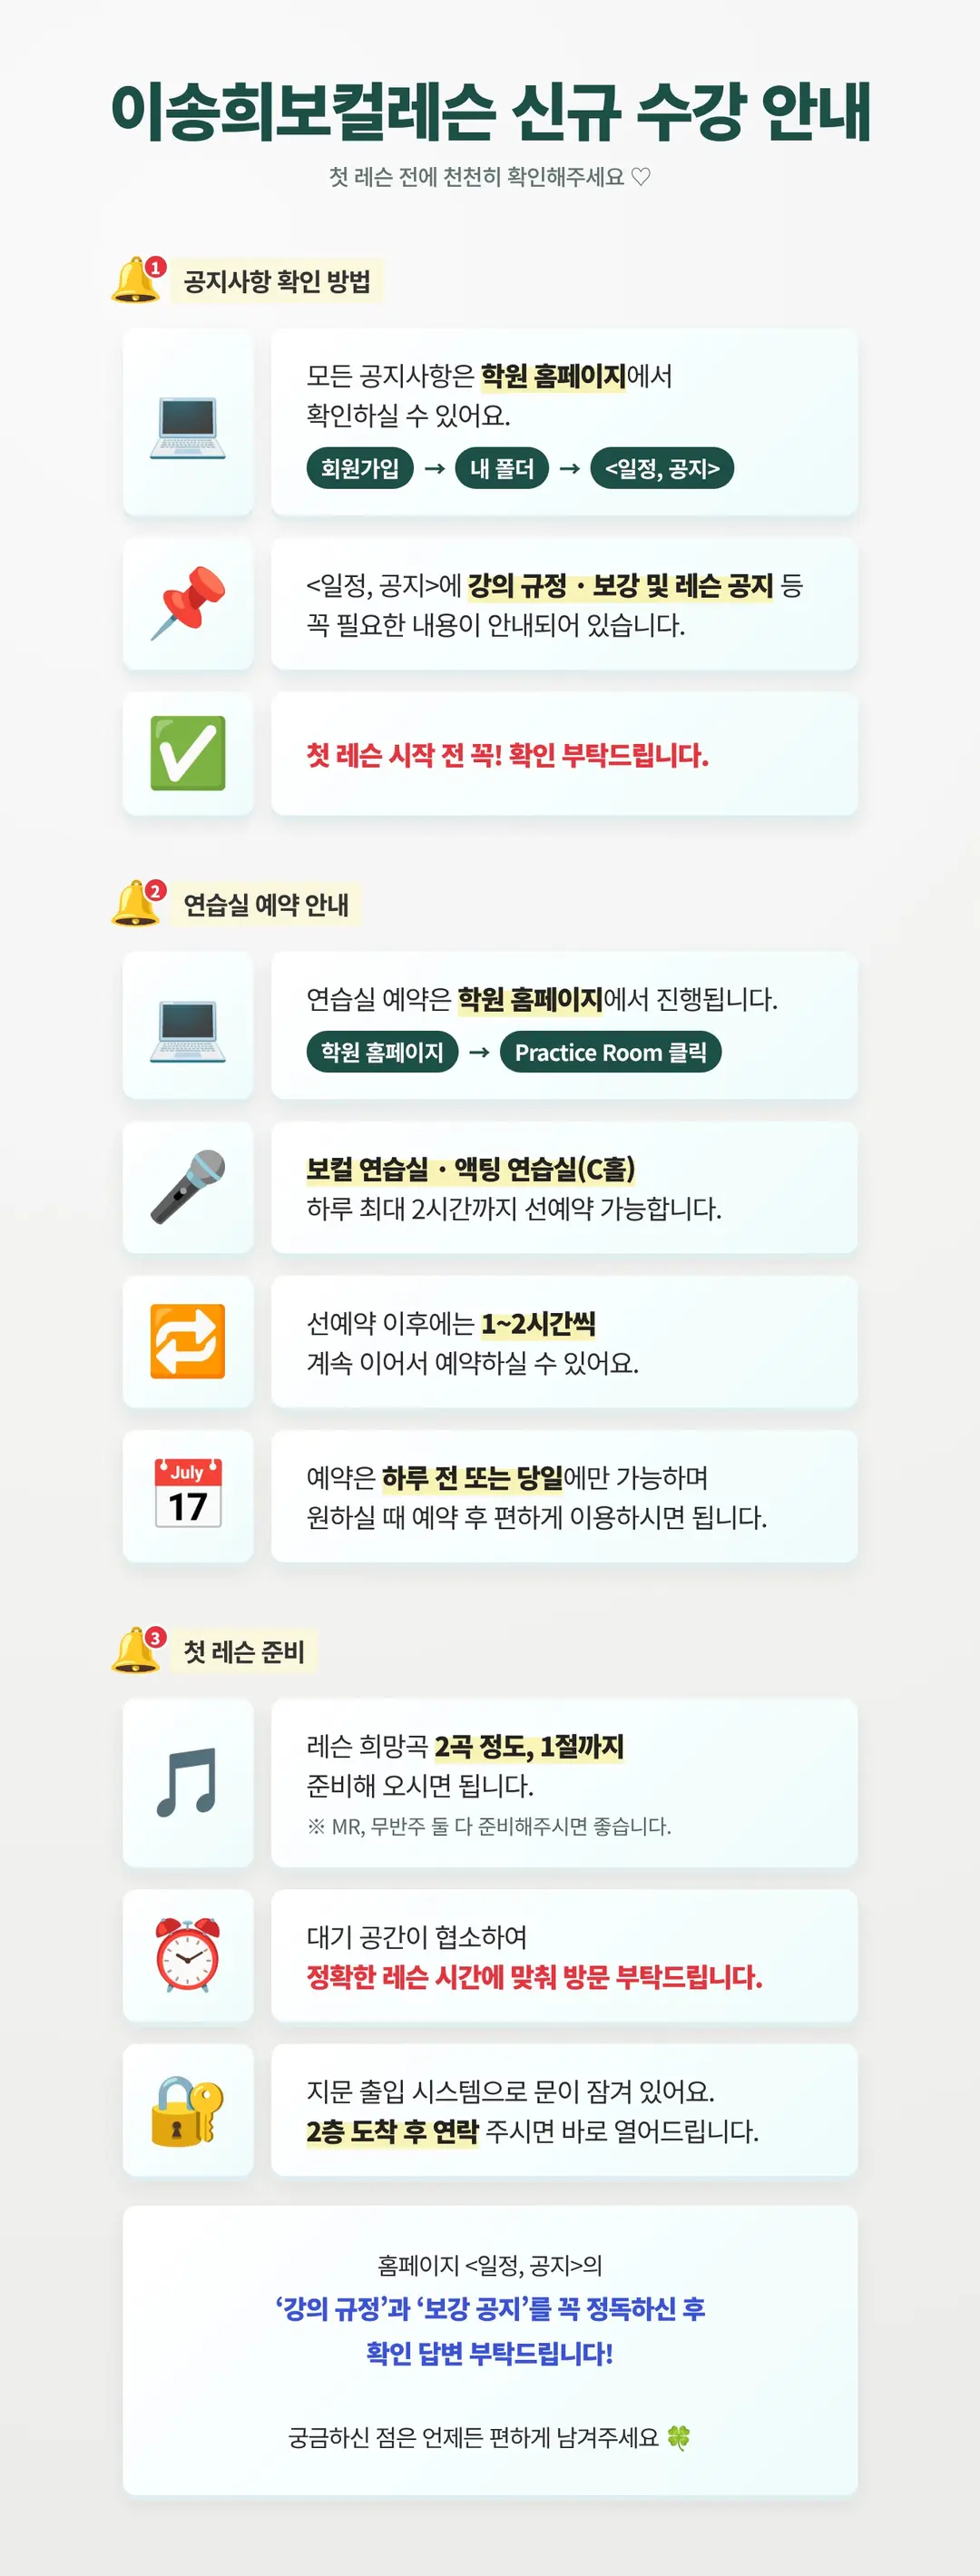 이송희보컬레슨 신규 수강 안내
첫 레슨 전에 천천히 확인해주세요 ♡
1 공지사항 확인 방법
모든 공지사항은 학원 홈페이지에서
확인하실 수 있어요.
회원가입 → 내 폴더 → <일정, 공지>
<일정, 공지>에 강의 규정 · 보강 및 레슨 공지 등
꼭 필요한 내용이 안내되어 있습니다.
첫 레슨 시작 전 꼭! 확인 부탁드립니다.
2 연습실 예약 안내
연습실 예약은 학원 홈페이지에서 진행됩니다.
학원 홈페이지 → Practice Room 클릭
보컬 연습실 · 액팅 연습실(C홀)
하루 최대 2시간까지 선예약 가능합니다.
선예약 이후에는 1~2시간씩
계속 이어서 예약하실 수 있어요.
July
17
예약은 하루 전 또는 당일에만 가능하며
원하실 때 예약 후 편하게 이용하시면 됩니다.
3 첫 레슨 준비
레슨 희망곡 2곡 정도, 1절까지
준비해 오시면 됩니다.
※ MR, 무반주 둘 다 준비해주시면 좋습니다.
대기 공간이 협소하여
정확한 레슨 시간에 맞춰 방문 부탁드립니다.
지문 출입 시스템으로 문이 잠겨 있어요.
2층 도착 후 연락 주시면 바로 열어드립니다.
홈페이지 <일정, 공지>의
‘강의 규정’과 ‘보강 공지’를 꼭 정독하신 후
확인 답변 부탁드립니다!
궁금하신 점은 언제든 편하게 남겨주세요 🍀